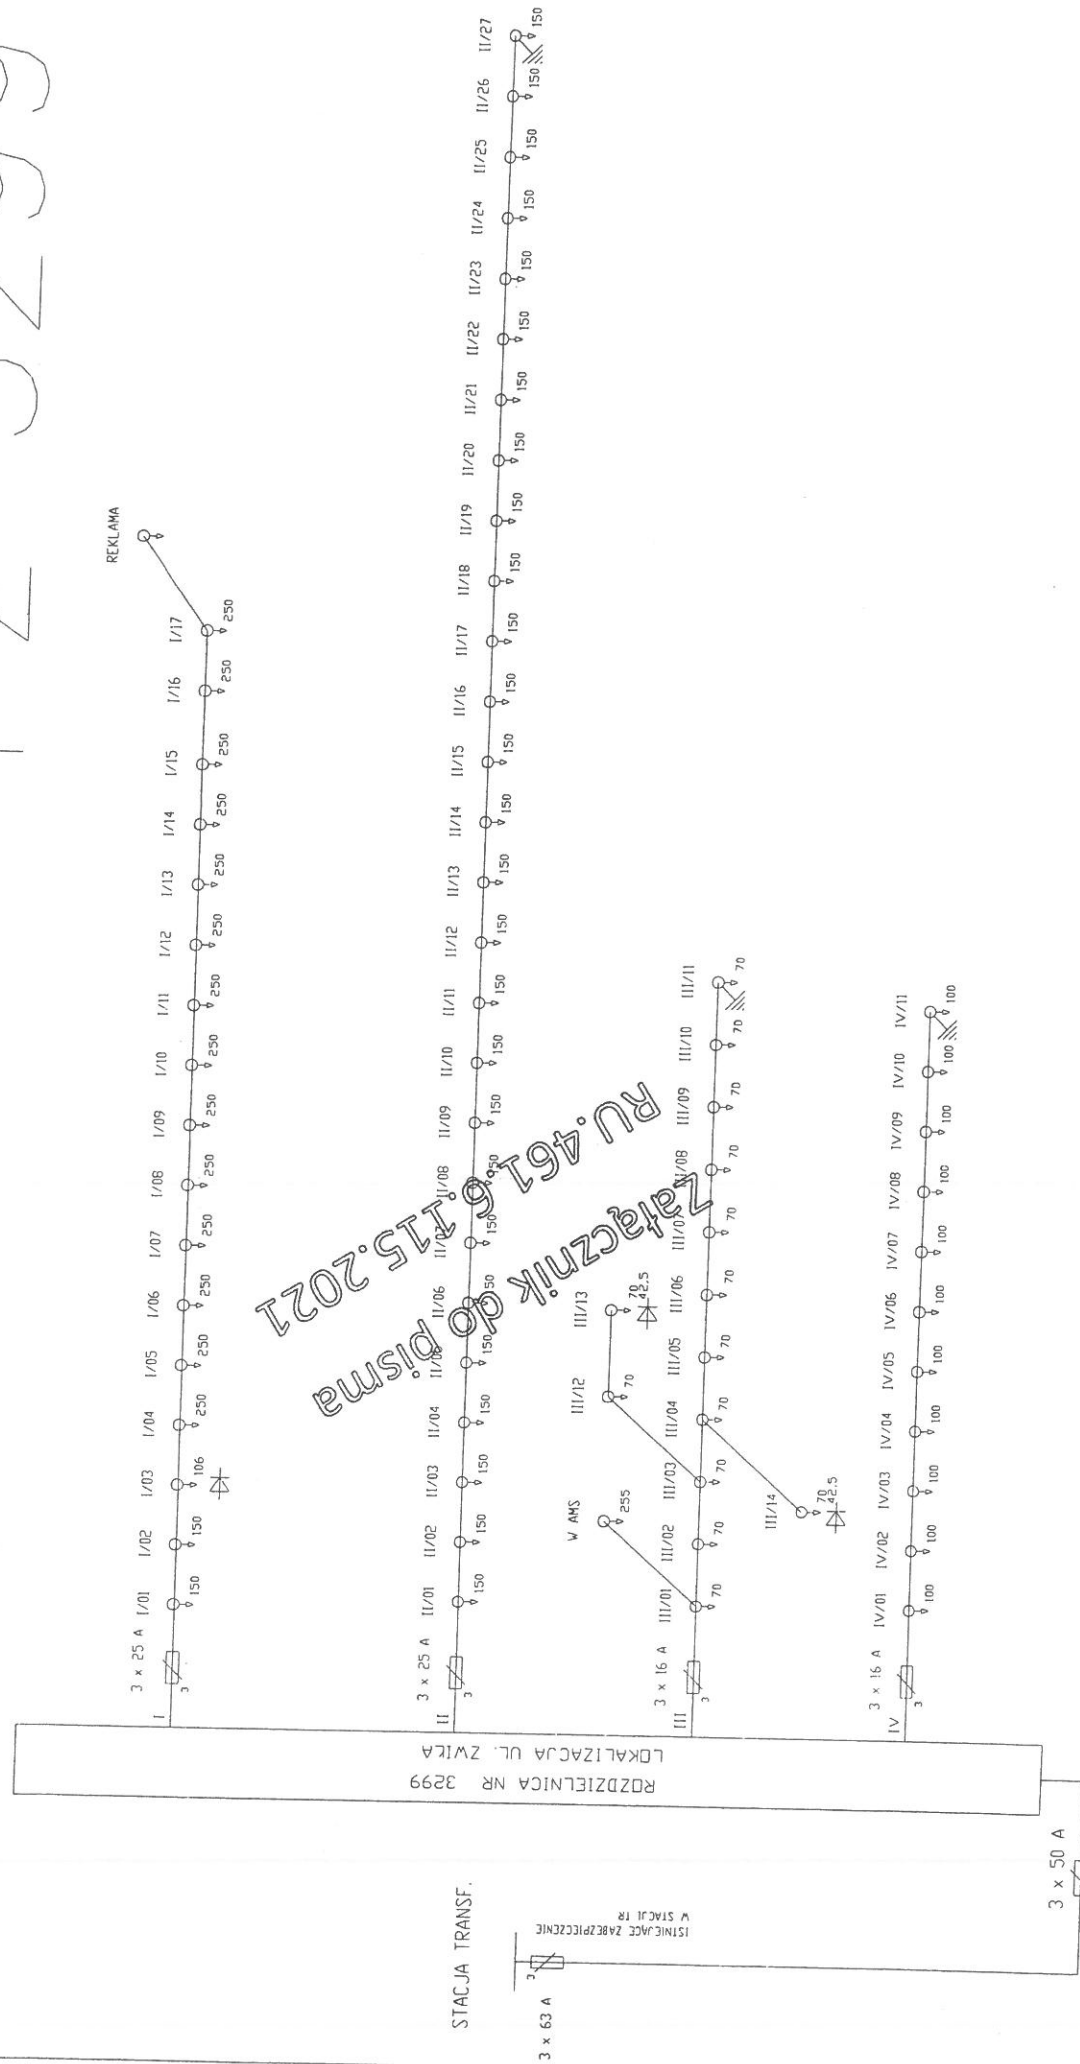 REKLAMA
I/01 I/02 I/03 I/04 I/05 I/06 I/07 I/08 I/09 I/10 I/11 I/12 I/13 I/14 I/15 I/16 I/17
3 x 25 A
150 150 106 250 250 250 250 250 250 250 250 250 250 250 250 250 250
3
I
II/01 II/02 II/03 II/04 II/06 II/08 II/09 II/10 II/11 II/12 II/13 II/14 II/15 II/16 II/17 II/18 II/19 II/20 II/21 II/22 II/23 II/24 II/25 II/26 II/27
3 x 25 A
150 150 150 150 150 150 150 150 150 150 150 150 150 150 150 150 150 150 150 150 150 150 150 150 150
3
II
W AMS
255
III/12 III/13
70 70
42.5
III/01 III/02 III/03 III/04 III/05 III/06 III/07 III/08 III/09 III/10 III/11
3 x 16 A
70 70 70 70 70 70 70 70 70 70 70
3
III
III/14
70
42.5
IV/01 IV/02 IV/03 IV/04 IV/05 IV/06 IV/07 IV/08 IV/09 IV/10 IV/11
3 x 16 A
100 100 100 100 100 100 100 100 100 100 100
3
IV
Załącznik do pisma
RU.461.6.115.2021
ROZDZIELNICA NR 3299
LOKALIZACJA UL. ZWIŁA
STACJA TRANSF.
ISTNIEJĄCE ZABEZPIECZENIE
W STACJI TR
3
3 x 63 A
3 x 50 A